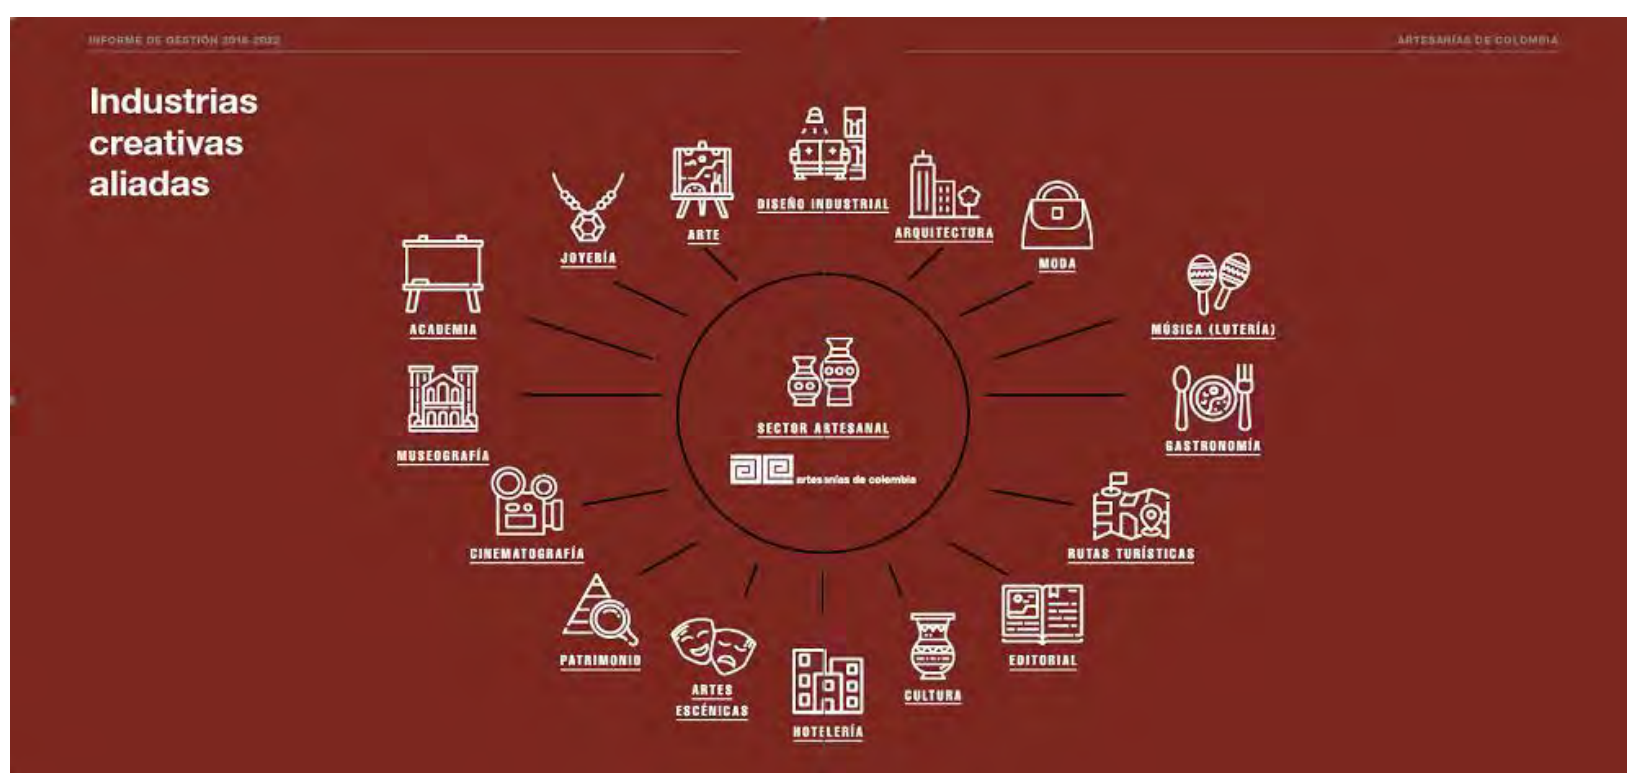 INFORME DE GESTIÓN 2018-2022
ARTESANÍAS DE COLOMBIA
Industrias
creativas
aliadas
DISEÑO INDUSTRIAL
ARTE
ARQUITECTURA
JOYERÍA
MODA
ACADEMIA
MÚSICA (LUTERÍA)
SECTOR ARTESANAL
artesanías de colombia
MUSEOGRAFÍA
GASTRONOMÍA
CINEMATOGRAFÍA
RUTAS TURÍSTICAS
PATRIMONIO
EDITORIAL
ARTES
ESCÉNICAS
CULTURA
HOTELERÍA